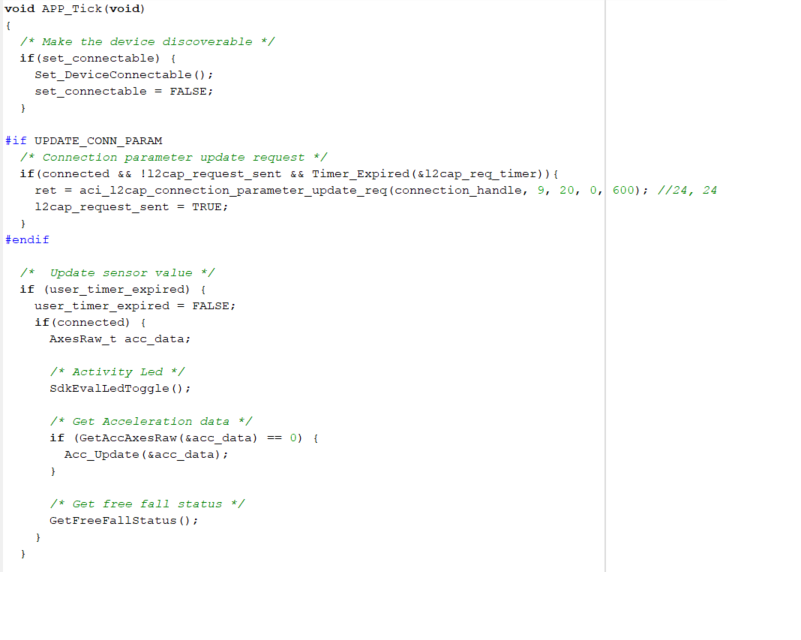 void APP_Tick(void)
{
  /* Make the device discoverable */
  if(set_connectable) {
    Set_DeviceConnectable();
    set_connectable = FALSE;
  }

#if UPDATE_CONN_PARAM
  /* Connection parameter update request */
  if(connected && !l2cap_request_sent && Timer_Expired(&l2cap_req_timer)){
    ret = aci_l2cap_connection_parameter_update_req(connection_handle, 9, 20, 0, 600); //24, 24
    l2cap_request_sent = TRUE;
  }
#endif

  /*  Update sensor value */
  if (user_timer_expired) {
    user_timer_expired = FALSE;
    if(connected) {
      AxesRaw_t acc_data;

      /* Activity Led */
      SdkEvalLedToggle();

      /* Get Acceleration data */
      if (GetAccAxesRaw(&acc_data) == 0) {
        Acc_Update(&acc_data);
      }

      /* Get free fall status */
      GetFreeFallStatus();
    }
  }